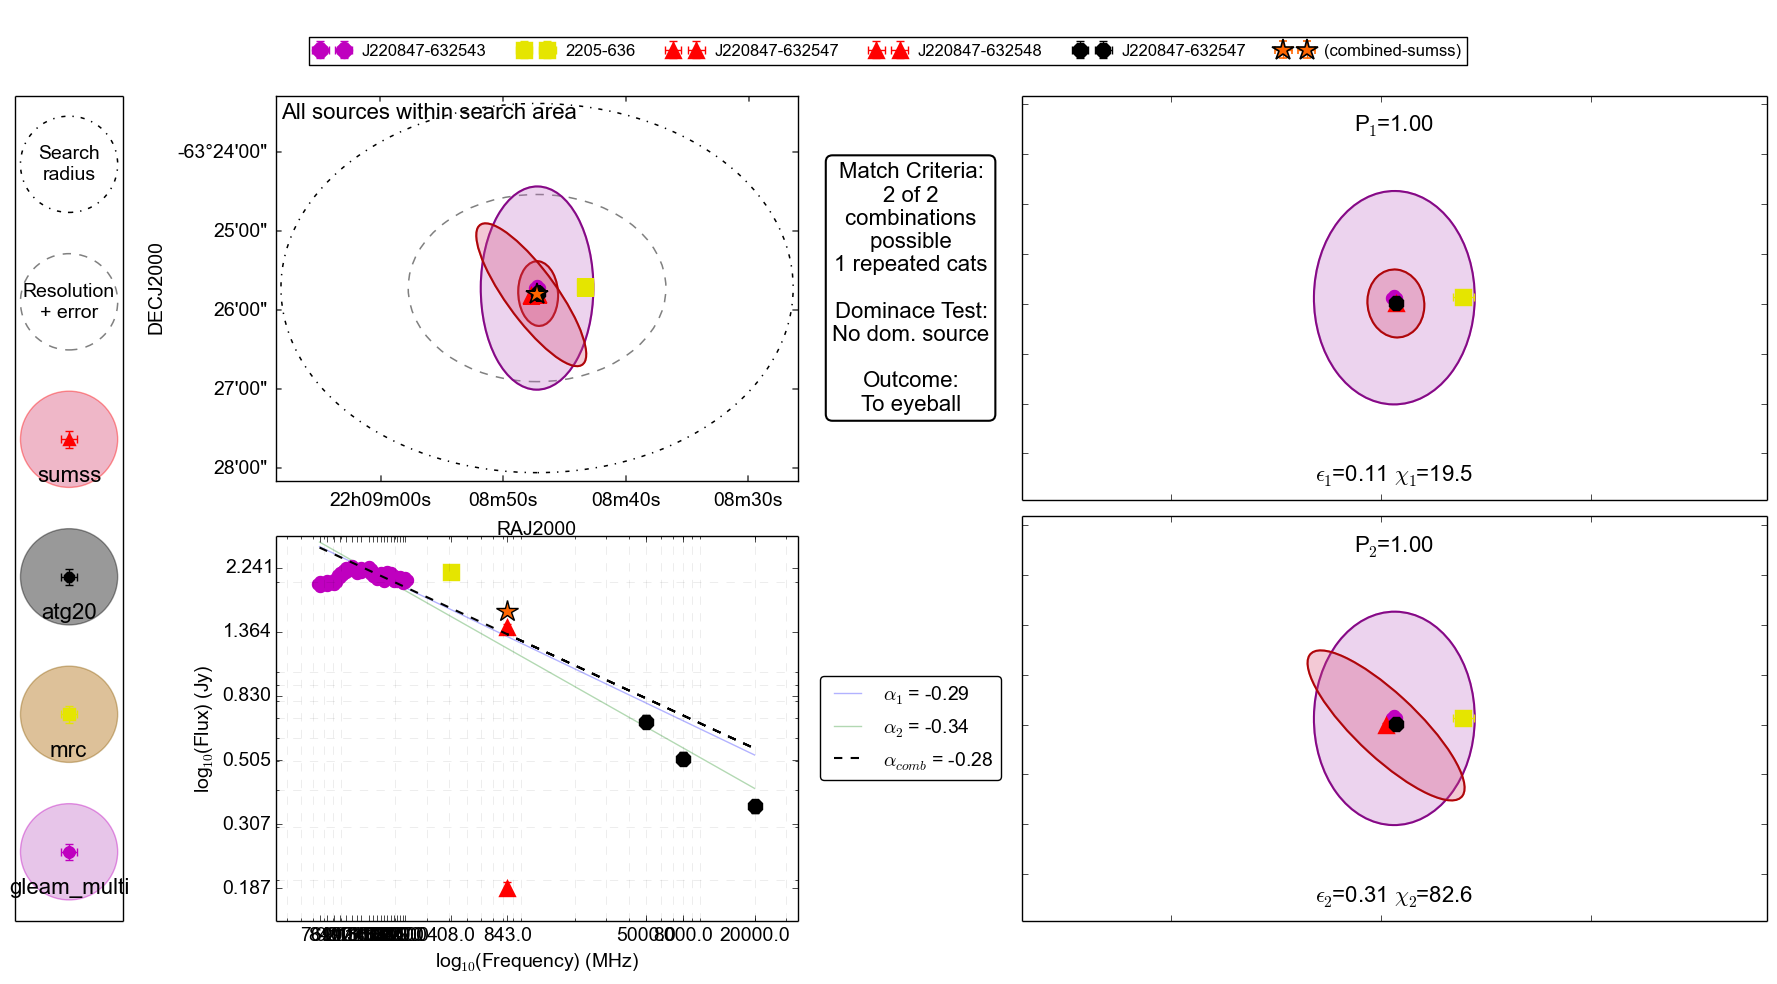 J220847-632543
2205-636
J220847-632547
J220847-632548
J220847-632547
(combined-sumss)
Search
radius
Resolution
+ error
sumss
atg20
mrc
gleam_multi
All sources within search area
-63°24'00"
25'00"
26'00"
27'00"
28'00"
DECJ2000
22h09m00s
08m50s
08m40s
08m30s
RAJ2000
Match Criteria:
2 of 2
combinations
possible
1 repeated cats
Dominace Test:
No dom. source
Outcome:
To eyeball
P1=1.00
ϵ1=0.11 χ1=19.5
2.241
1.364
0.830
0.505
0.307
0.187
log10(Flux) (Jy)
408.0
843.0
5000.0
8000.0
20000.0
log10(Frequency) (MHz)
α1 = -0.29
α2 = -0.34
αcomb = -0.28
P2=1.00
ϵ2=0.31 χ2=82.6